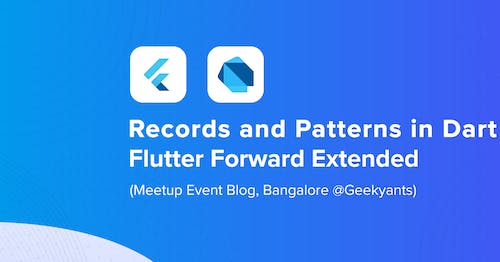 Records and Patterns in Dart
Flutter Forward Extended
(Meetup Event Blog, Bangalore @Geekyants)